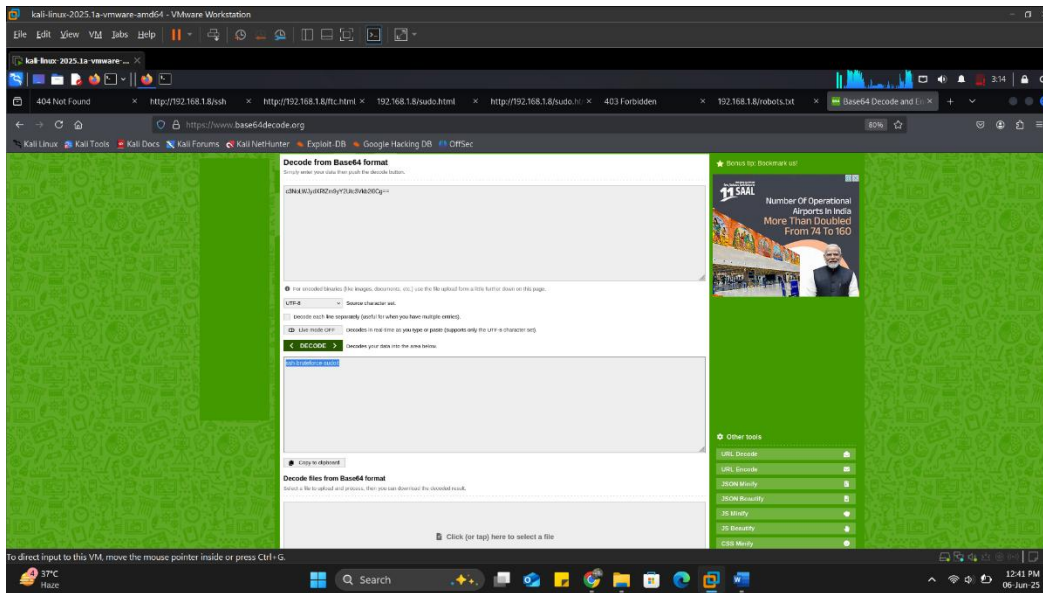 kali-linux-2025.1a-vmware-amd64 - VMware Workstation
File Edit View VM Tabs Help
kali-linux-2025.1a-vmware-...
3:14
404 Not Found
http://192.168.1.8/ssh
http://192.168.1.8/ftc.html
192.168.1.8/sudo.html
http://192.168.1.8/sudo.ht
403 Forbidden
192.168.1.8/robots.txt
Base64 Decode and En
https://www.base64decode.org
80%
Kali Linux Kali Tools Kali Docs Kali Forums Kali NetHunter Exploit-DB Google Hacking DB OffSec
Decode from Base64 format
Simply enter your data then push the decode button.
For encoded binaries (like images, documents, etc.) use the file upload form a little further down on this page.
UTF-8 Source character set.
Decode each line separately (useful for when you have multiple entries).
Live mode OFF Decodes in real-time as you type or paste (supports only the UTF-8 character set).
< DECODE > Decodes your data into the area below.
Copy to clipboard
Decode files from Base64 format
Select a file to upload and process, then you can download the decoded result.
Click (or tap) here to select a file
Bonus tip: Bookmark us!
11 SAAL
Number Of Operational
Airports In India
More Than Doubled
From 74 To 160
Other tools
URL Decode
URL Encode
JSON Minify
JSON Beautify
JS Minify
JS Beautify
CSS Minify
To direct input to this VM, move the mouse pointer inside or press Ctrl+G.
37°C
Haze
Search
12:41 PM
06-Jun-25